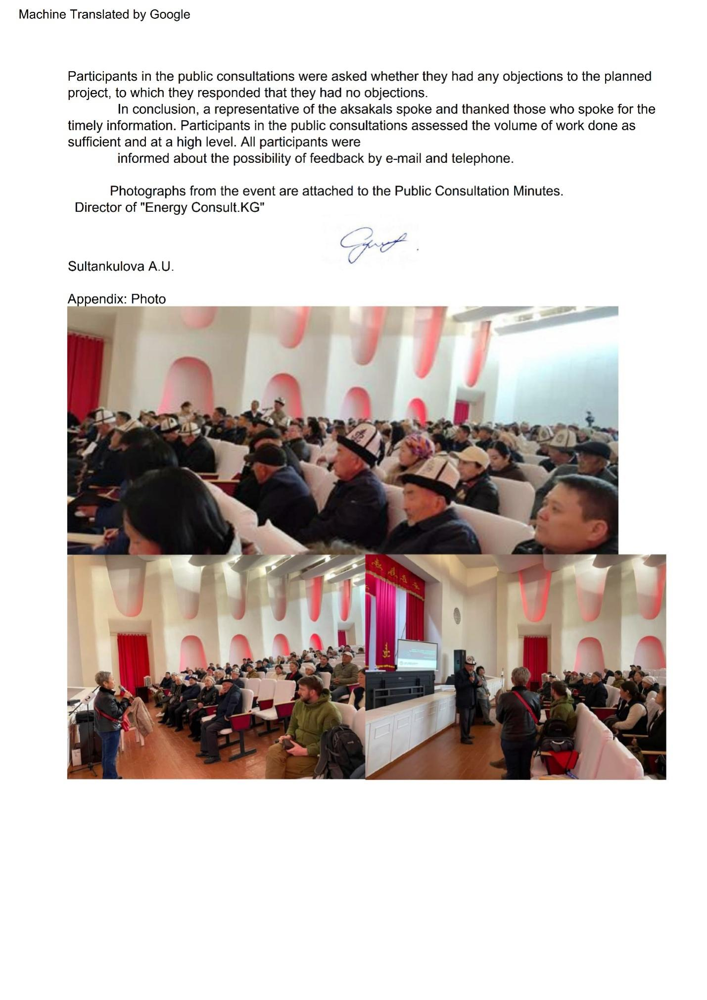 Machine Translated by Google
Participants in the public consultations were asked whether they had any objections to the planned
project, to which they responded that they had no objections.
In conclusion, a representative of the aksakals spoke and thanked those who spoke for the
timely information. Participants in the public consultations assessed the volume of work done as
sufficient and at a high level. All participants were
informed about the possibility of feedback by e-mail and telephone.
Photographs from the event are attached to the Public Consultation Minutes.
Director of "Energy Consult.KG"
Sultankulova A.U.
Appendix: Photo
2